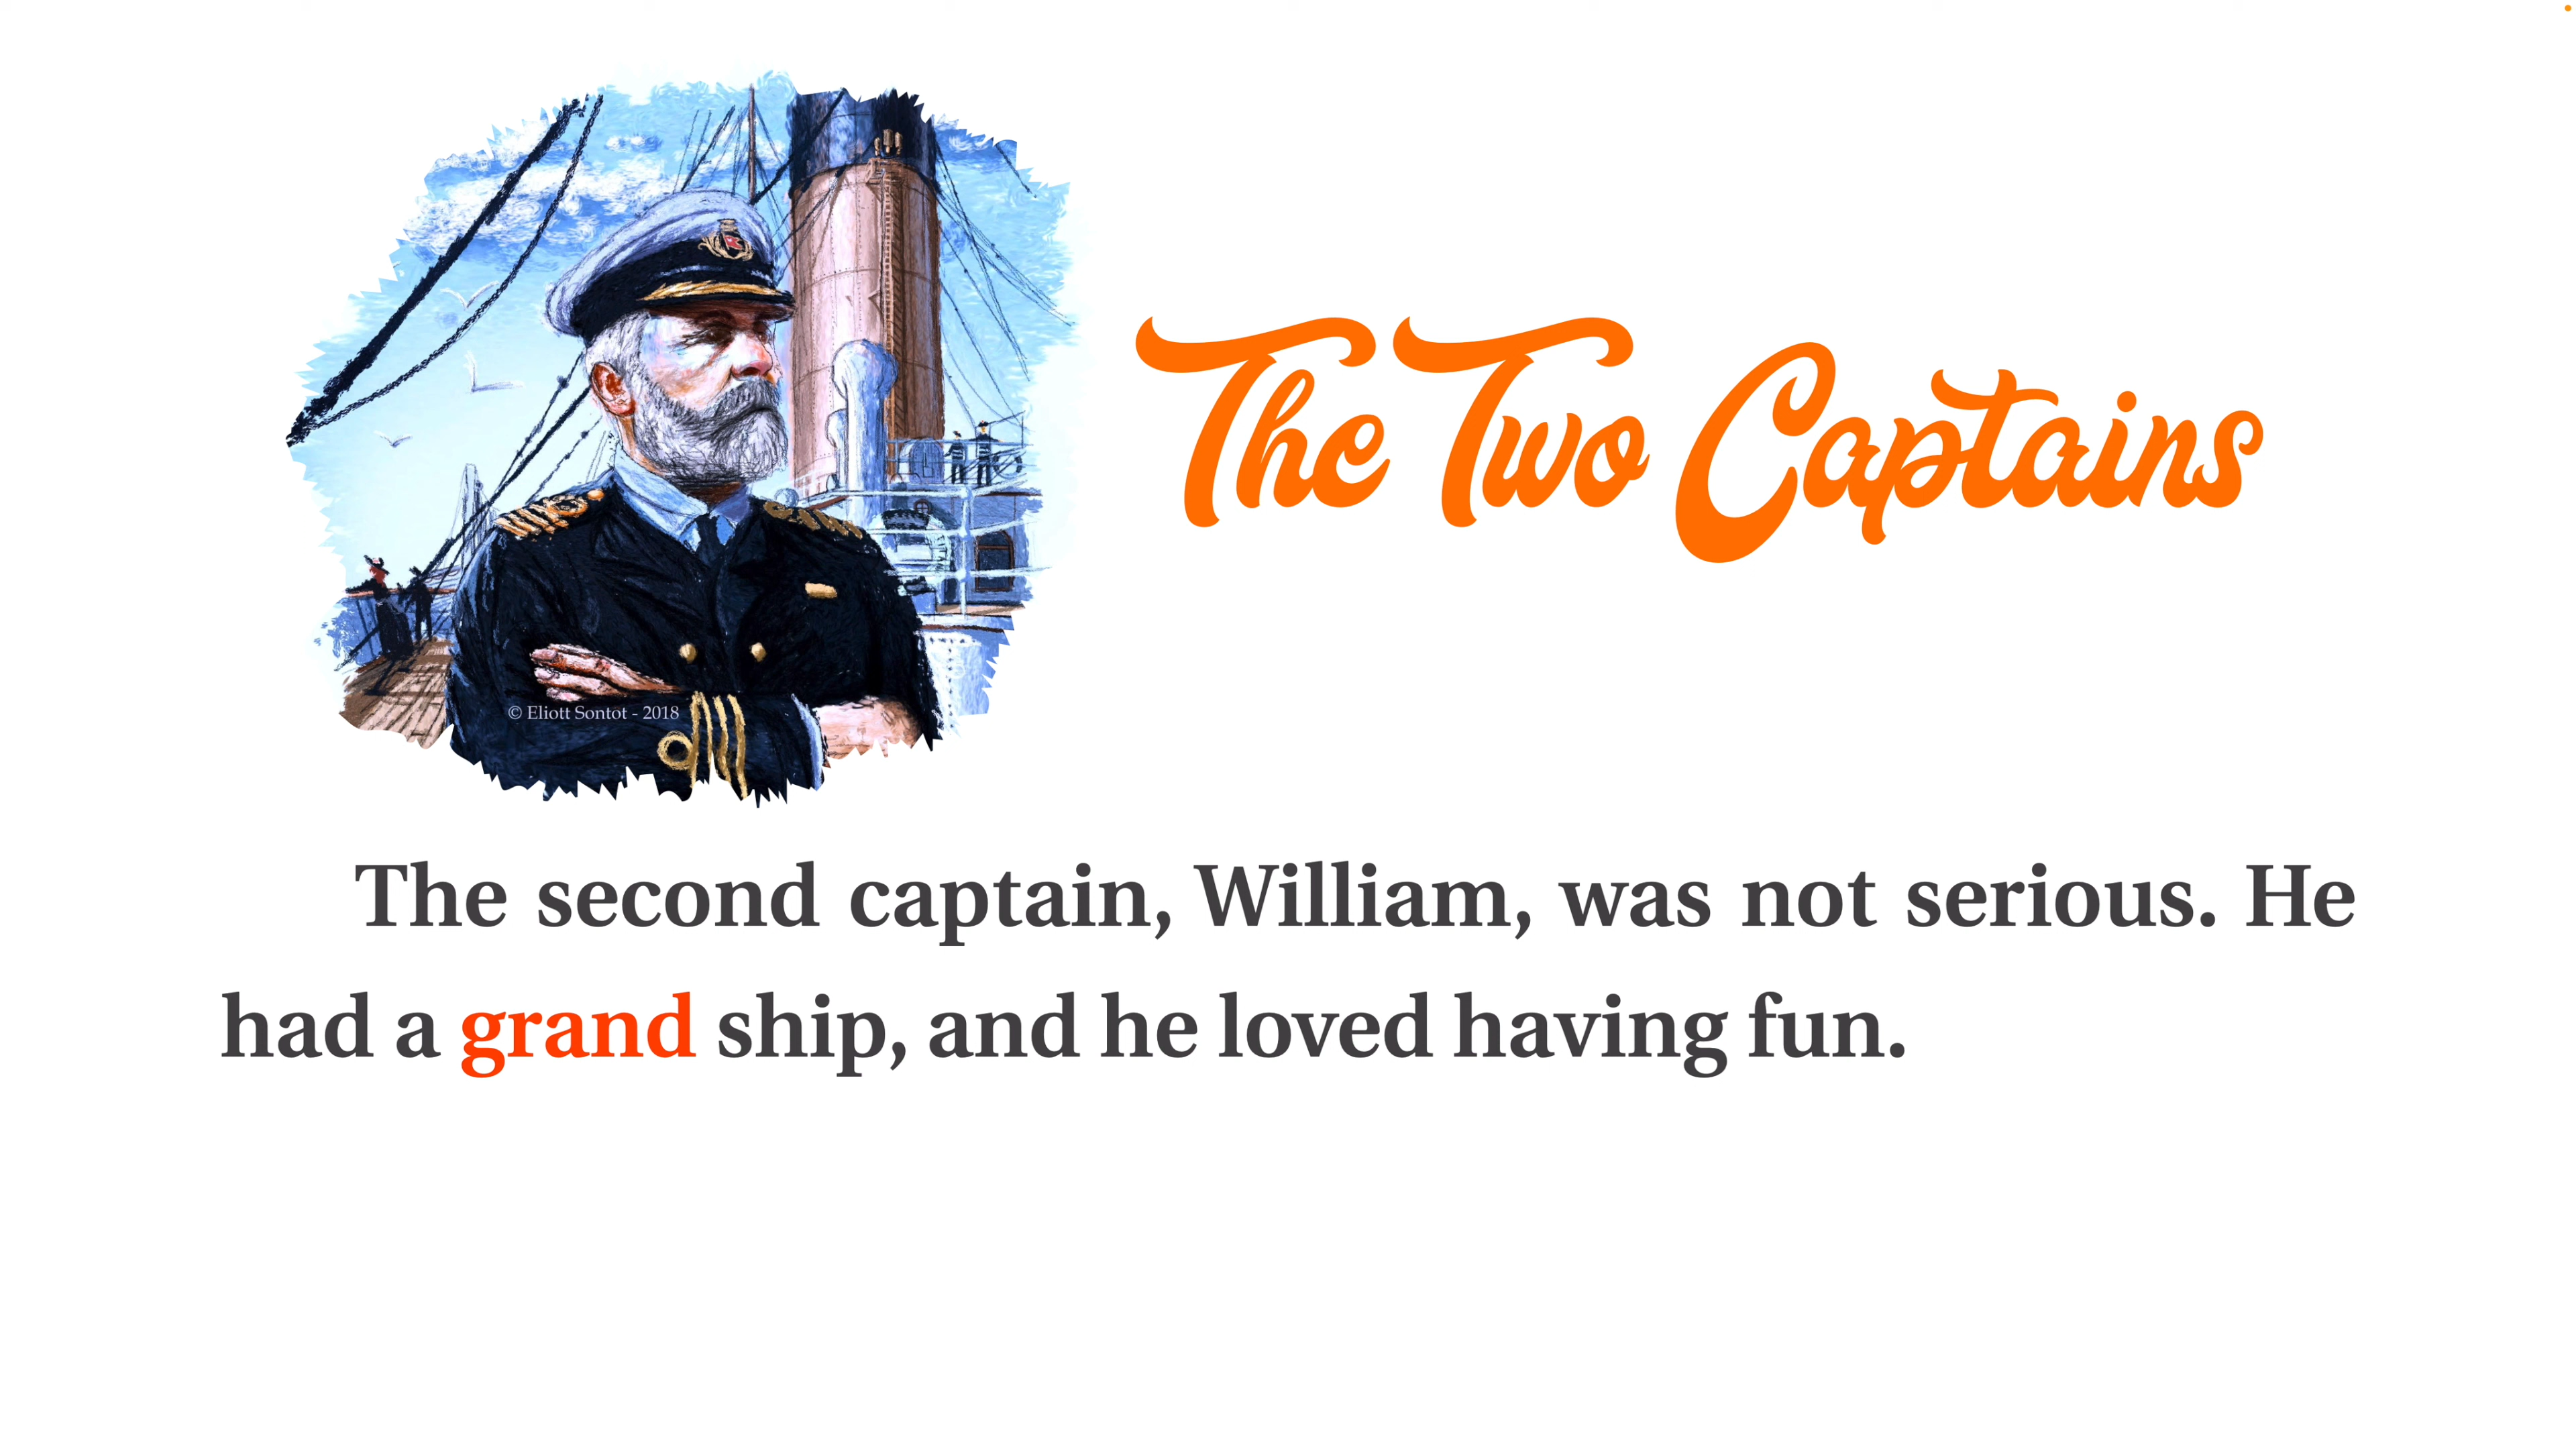 The Two Captains
© Eliott Sontot - 2018
The second captain, William, was not serious. He
had a grand ship, and he loved having fun.